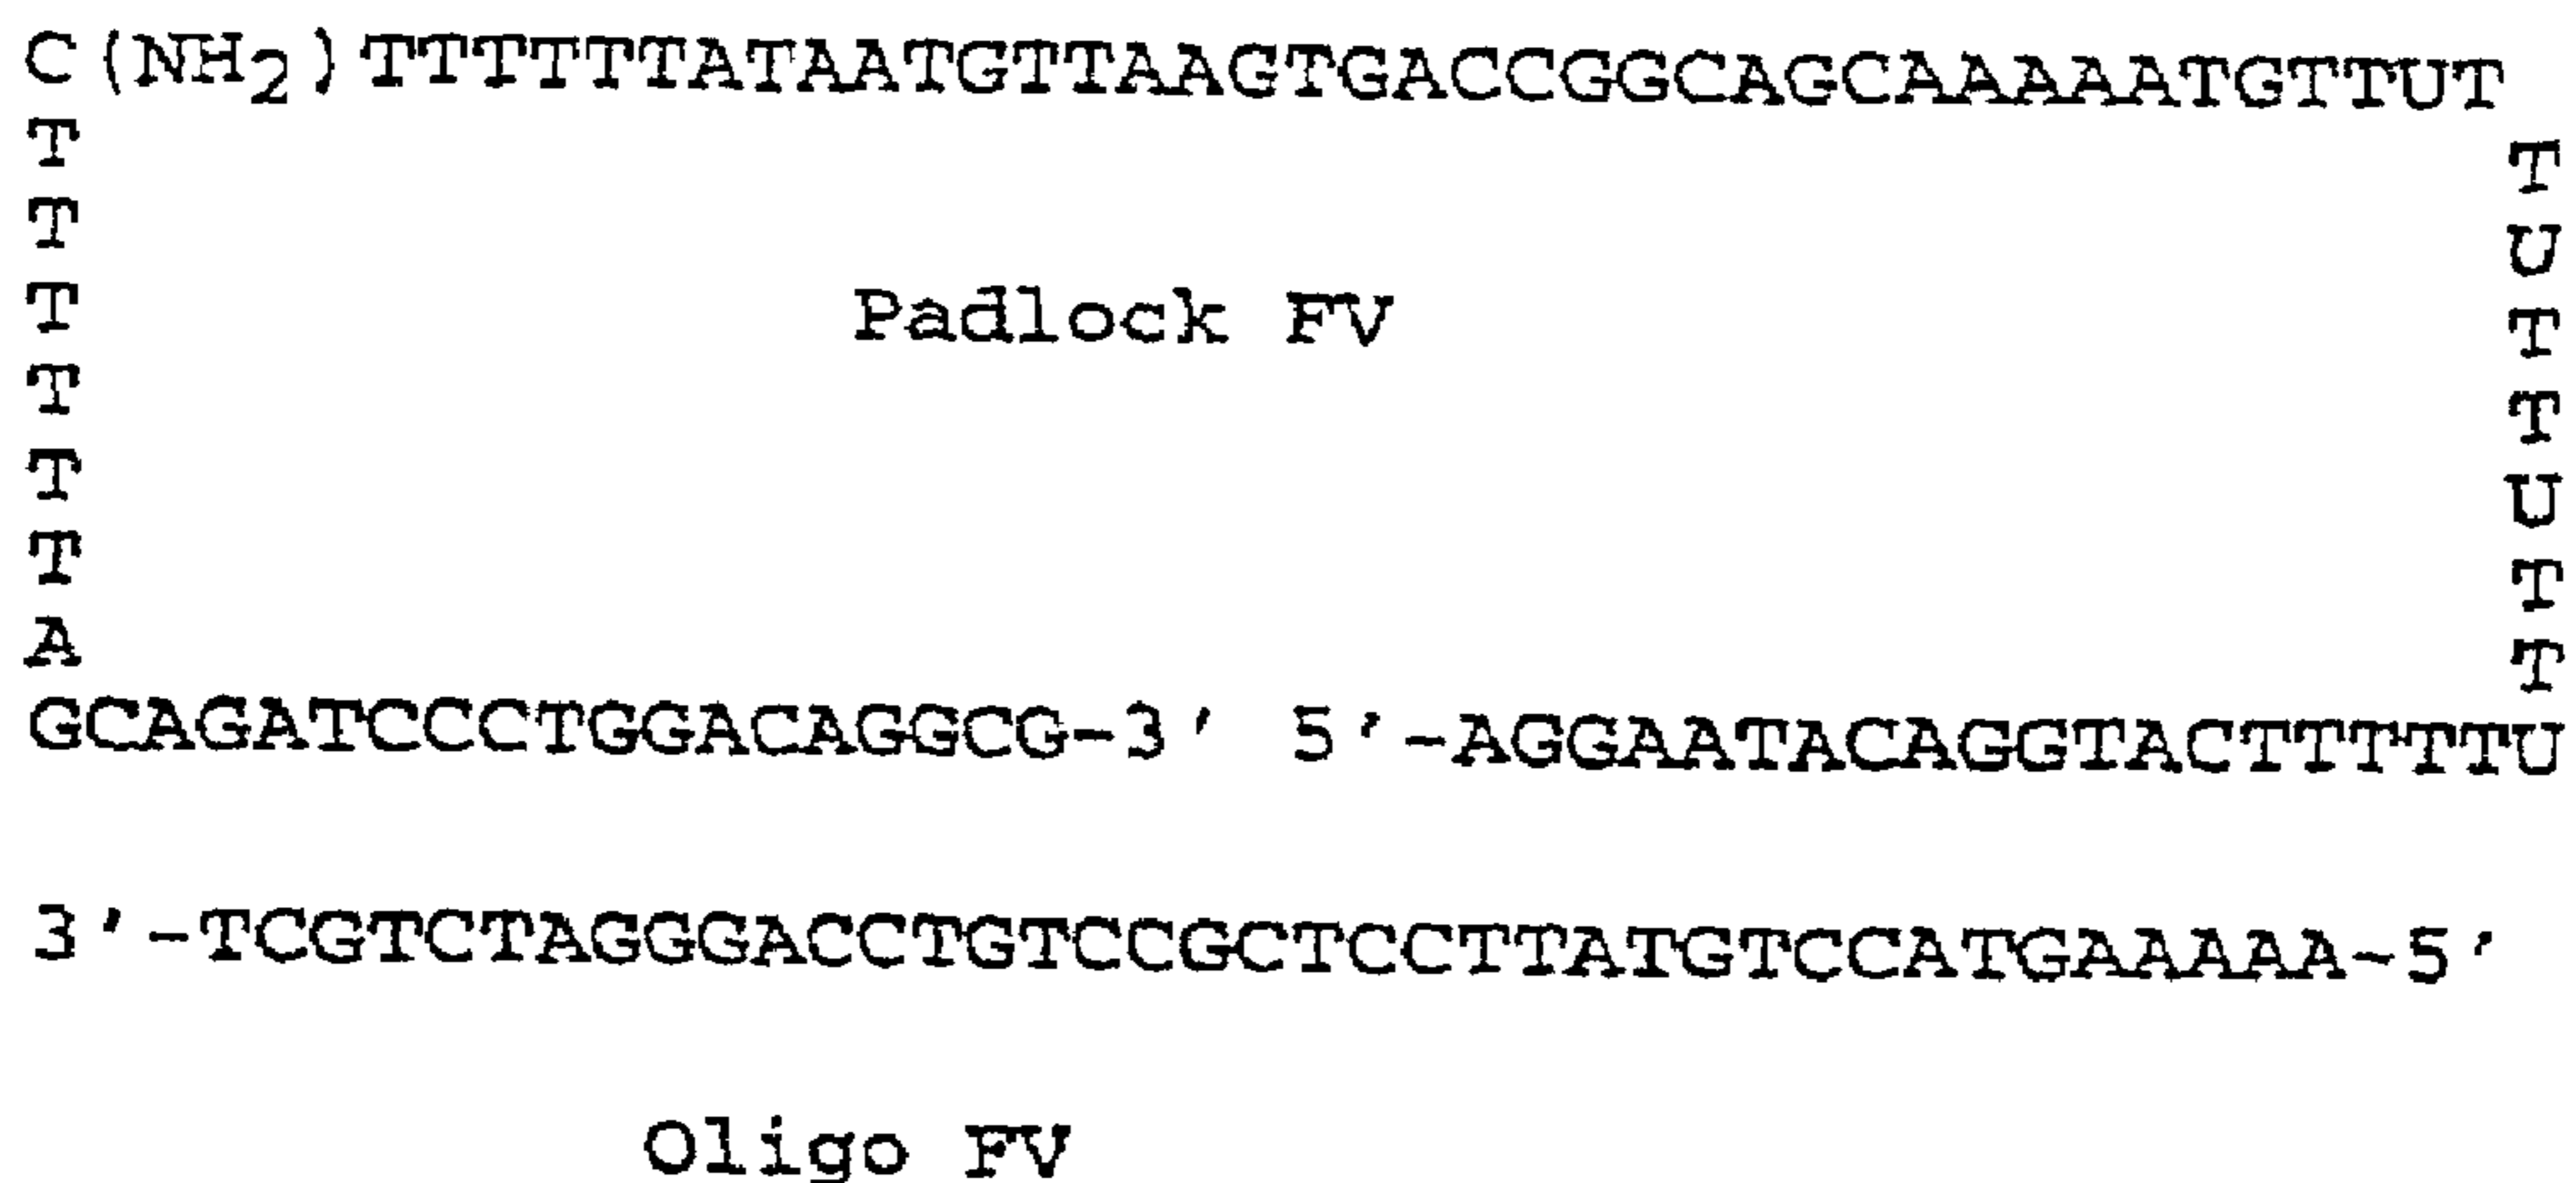 C(NH2)TTTTTTATAATGTTAAGTGACCGGCAGCAAAAATGTTUT
T
T
T
T
T
T
A
Padlock FV
T
U
T
T
U
T
T
GCAGATCCCTGGACAGGCG-3' 5'-AGGAATACAGGTACTTTTTU
3'-TCGTCTAGGGACCTGTCCGCTCCTTATGTCCATGAAAAA-5'
Oligo FV